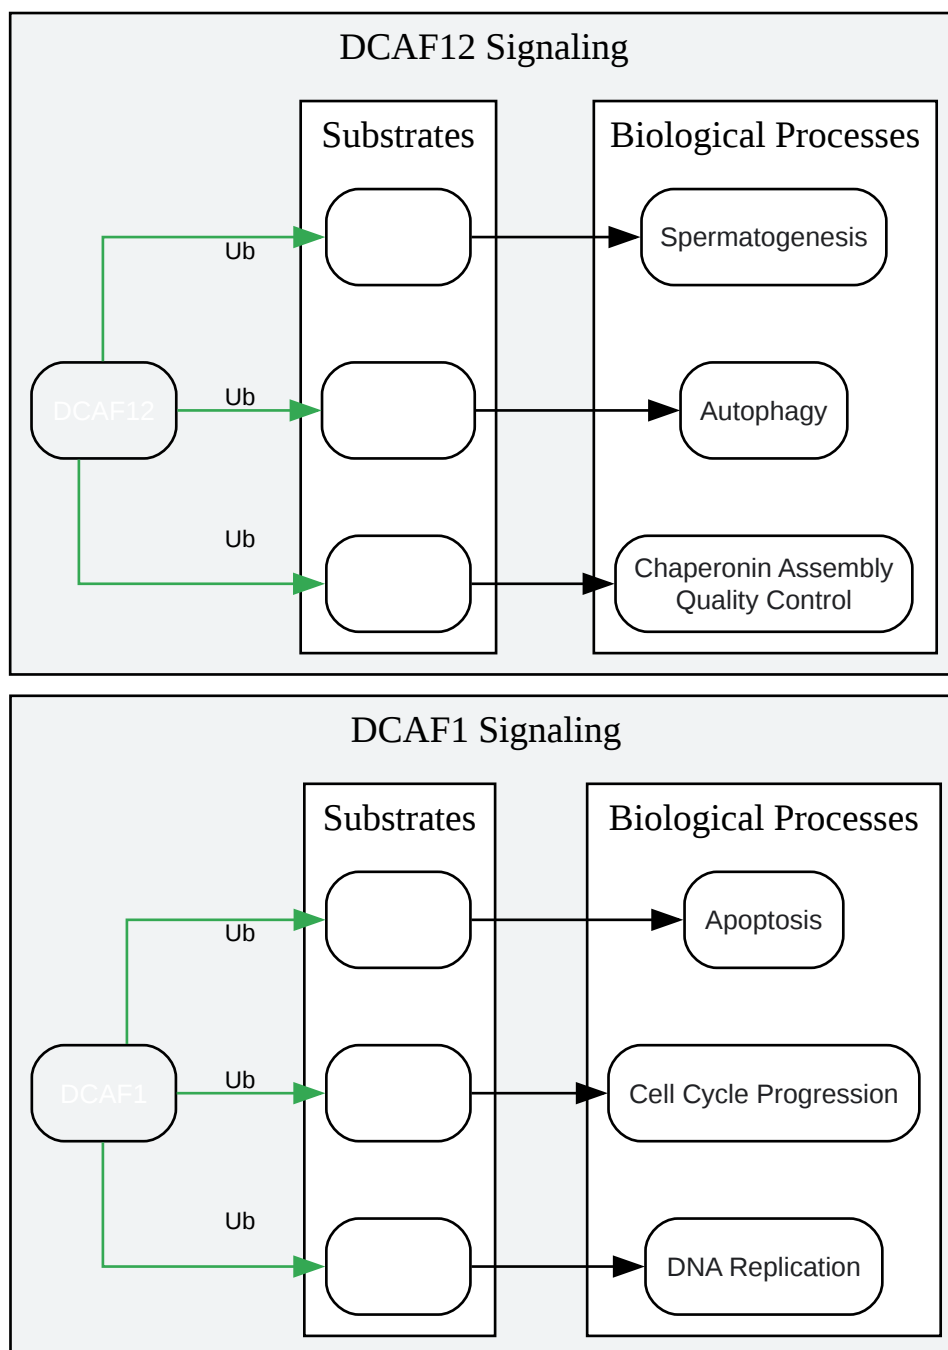 DCAF12 Signaling
Substrates
Biological Processes
Ub
Spermatogenesis
DCAF12
Ub
Autophagy
Ub
Chaperonin Assembly
Quality Control
DCAF1 Signaling
Substrates
Biological Processes
Ub
Apoptosis
DCAF1
Ub
Cell Cycle Progression
Ub
DNA Replication